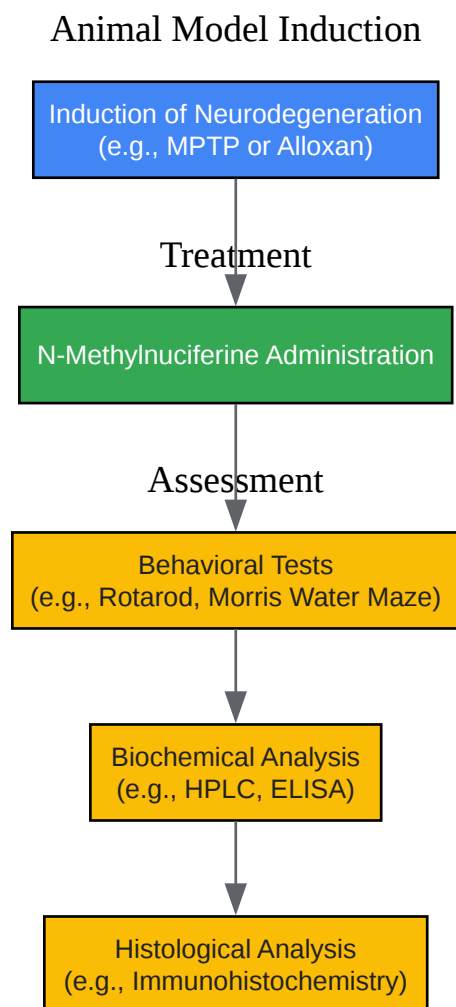 Animal Model Induction
Induction of Neurodegeneration
(e.g., MPTP or Alloxan)
Treatment
N-Methylnuciferine Administration
Assessment
Behavioral Tests
(e.g., Rotarod, Morris Water Maze)
Biochemical Analysis
(e.g., HPLC, ELISA)
Histological Analysis
(e.g., Immunohistochemistry)